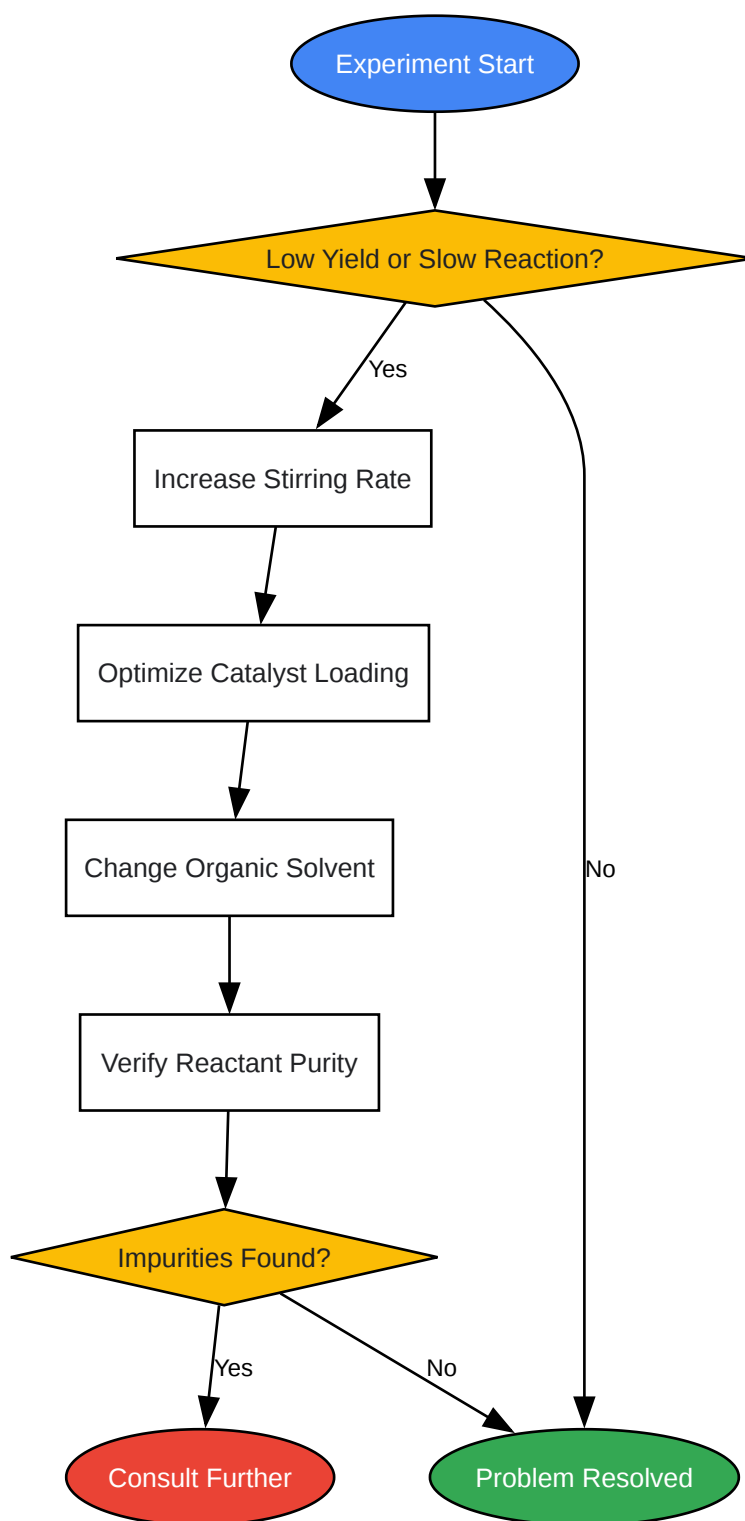 Experiment Start
Low Yield or Slow Reaction?
Yes
Increase Stirring Rate
Optimize Catalyst Loading
Change Organic Solvent
No
Verify Reactant Purity
Impurities Found?
Yes
No
Consult Further
Problem Resolved